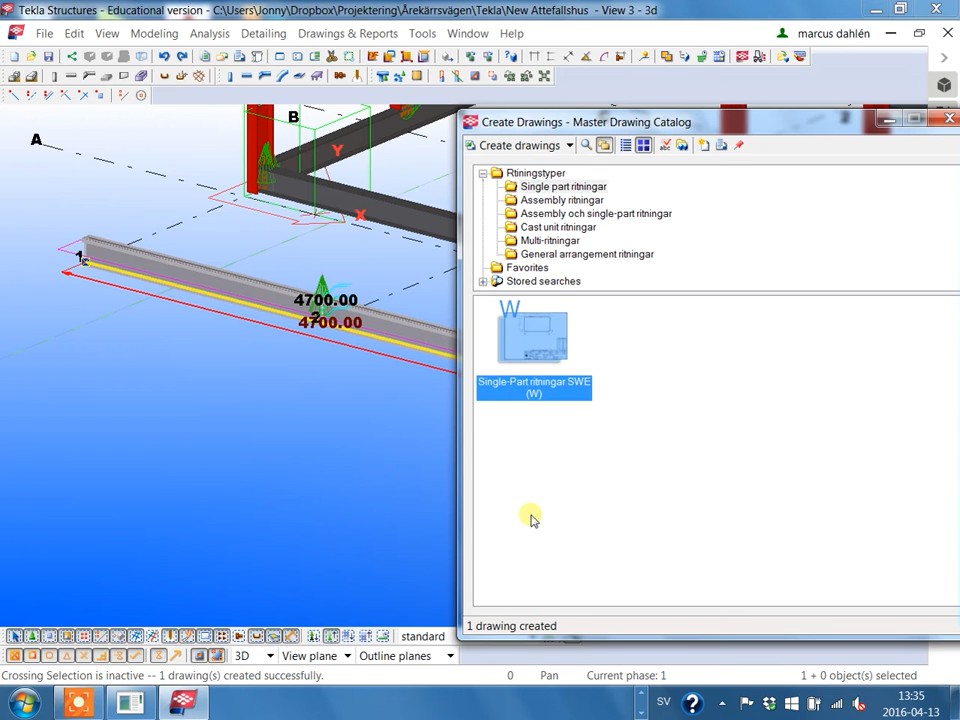 Tekla Structures - Educational version - C:\Users\Jonny\Dropbox\Projektering\Årekärrsvägen\Tekla\New Attefallshus - View 3 - 3d
File Edit View Modeling Analysis Detailing Drawings & Reports Tools Window Help marcus dahlén
A
B
Y
X
1
4700.00
2
4700.00
Create Drawings - Master Drawing Catalog
Create drawings
Rtiningstyper
Single part ritningar
Assembly ritningar
Assembly och single-part ritningar
Cast unit ritningar
Multi-ritningar
General arrangement ritningar
Favorites
Stored searches
W
Single-Part ritningar SWE
(W)
1 drawing created
standard
3D View plane Outline planes
Crossing Selection is inactive -- 1 drawing(s) created successfully. 0 Pan Current phase: 1 1 + 0 object(s) selected
SV
13:35
2016-04-13